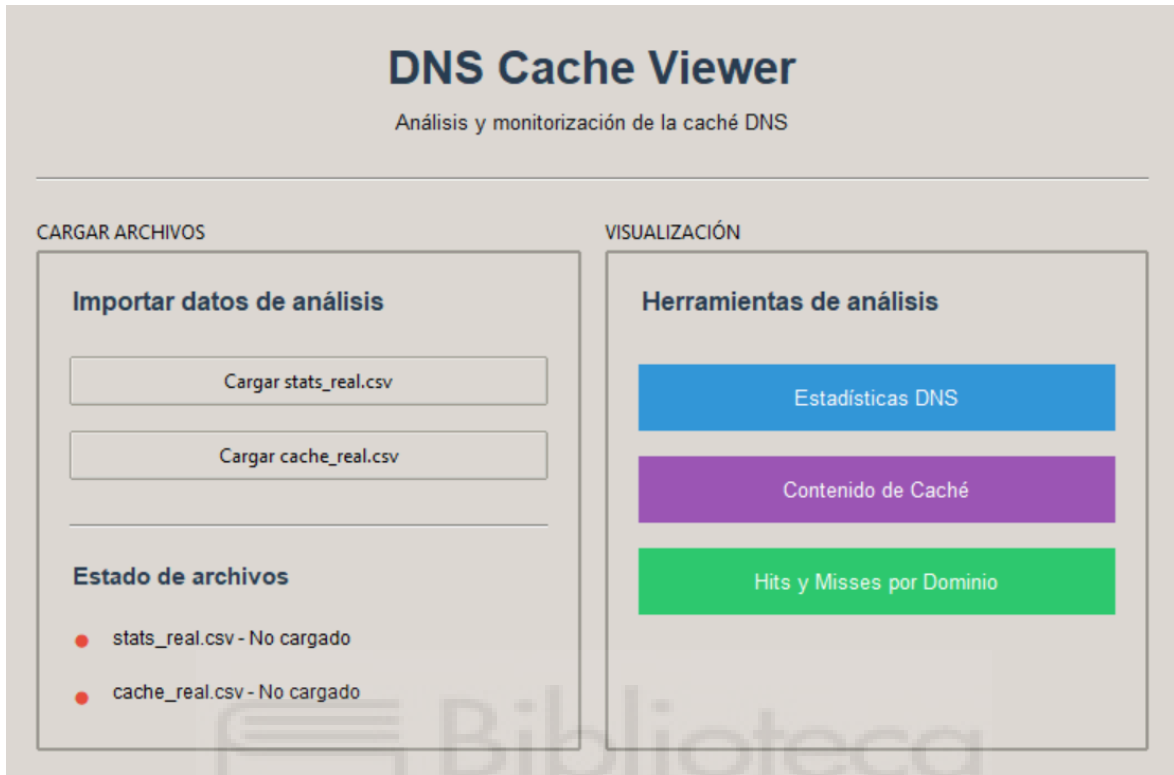 DNS Cache Viewer
Análisis y monitorización de la caché DNS
CARGAR ARCHIVOS
Importar datos de análisis
Cargar stats_real.csv
Cargar cache_real.csv
Estado de archivos
stats_real.csv - No cargado
cache_real.csv - No cargado
VISUALIZACIÓN
Herramientas de análisis
Estadísticas DNS
Contenido de Caché
Hits y Misses por Dominio
Biblioteca